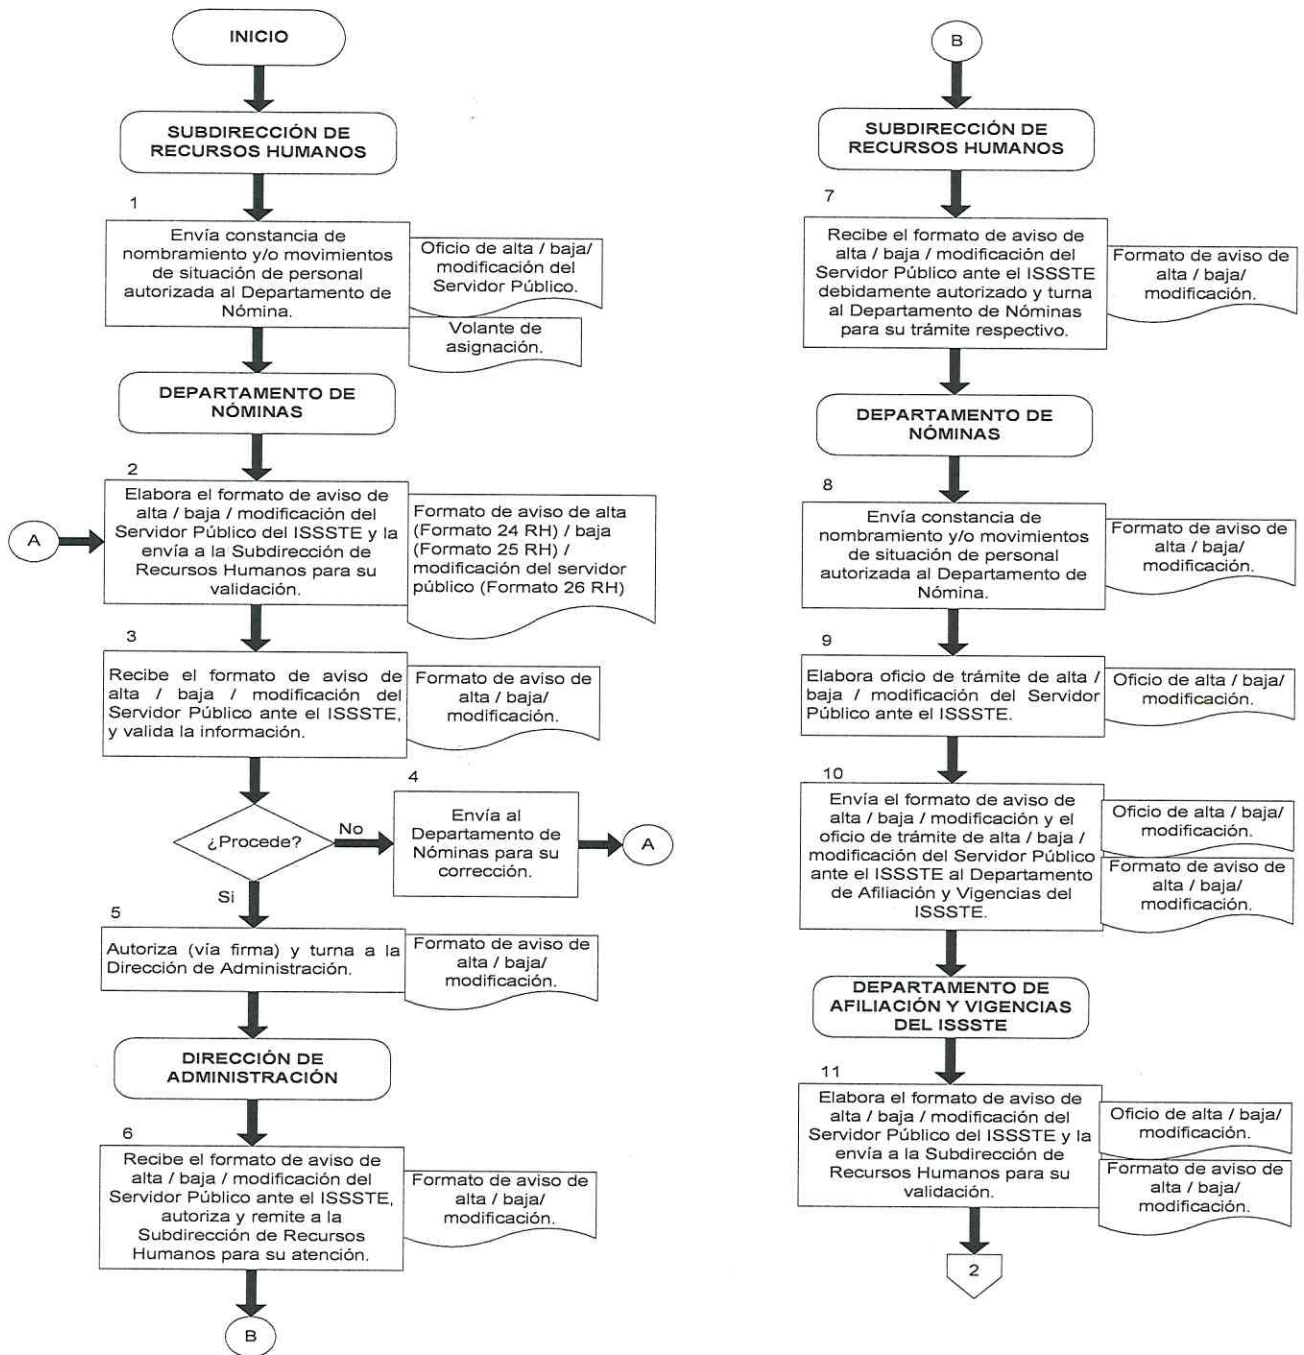 INICIO
SUBDIRECCIÓN DE
RECURSOS HUMANOS
1
Envía constancia de
nombramiento y/o movimientos
de situación de personal
autorizada al Departamento de
Nómina.
Oficio de alta / baja/
modificación del
Servidor Público.
Volante de
asignación.
DEPARTAMENTO DE
NÓMINAS
2
A
Elabora el formato de aviso de
alta / baja / modificación del
Servidor Público del ISSSTE y la
envía a la Subdirección de
Recursos Humanos para su
validación.
Formato de aviso de alta
(Formato 24 RH) / baja
(Formato 25 RH) /
modificación del servidor
público (Formato 26 RH)
3
Recibe el formato de aviso de
alta / baja / modificación del
Servidor Público ante el ISSSTE,
y valida la información.
Formato de aviso de
alta / baja/
modificación.
¿Procede?
No
4
Envía al
Departamento de
Nóminas para su
corrección.
A
Si
5
Autoriza (vía firma) y turna a la
Dirección de Administración.
Formato de aviso de
alta / baja/
modificación.
DIRECCIÓN DE
ADMINISTRACIÓN
6
Recibe el formato de aviso de
alta / baja / modificación del
Servidor Público ante el ISSSTE,
autoriza y remite a la
Subdirección de Recursos
Humanos para su atención.
Formato de aviso de
alta / baja/
modificación.
B
B
SUBDIRECCIÓN DE
RECURSOS HUMANOS
7
Recibe el formato de aviso de
alta / baja / modificación del
Servidor Público ante el ISSSTE
debidamente autorizado y turna
al Departamento de Nóminas
para su trámite respectivo.
Formato de aviso de
alta / baja/
modificación.
DEPARTAMENTO DE
NÓMINAS
8
Envía constancia de
nombramiento y/o movimientos
de situación de personal
autorizada al Departamento de
Nómina.
Formato de aviso de
alta / baja/
modificación.
9
Elabora oficio de trámite de alta /
baja / modificación del Servidor
Público ante el ISSSTE.
Oficio de alta / baja/
modificación.
10
Envía el formato de aviso de
alta / baja / modificación y el
oficio de trámite de alta / baja /
modificación del Servidor Público
ante el ISSSTE al Departamento
de Afiliación y Vigencias del
ISSSTE.
Oficio de alta / baja/
modificación.
Formato de aviso de
alta / baja/
modificación.
DEPARTAMENTO DE
AFILIACIÓN Y VIGENCIAS
DEL ISSSTE
11
Elabora el formato de aviso de
alta / baja / modificación del
Servidor Público del ISSSTE y la
envía a la Subdirección de
Recursos Humanos para su
validación.
Oficio de alta / baja/
modificación.
Formato de aviso de
alta / baja/
modificación.
2